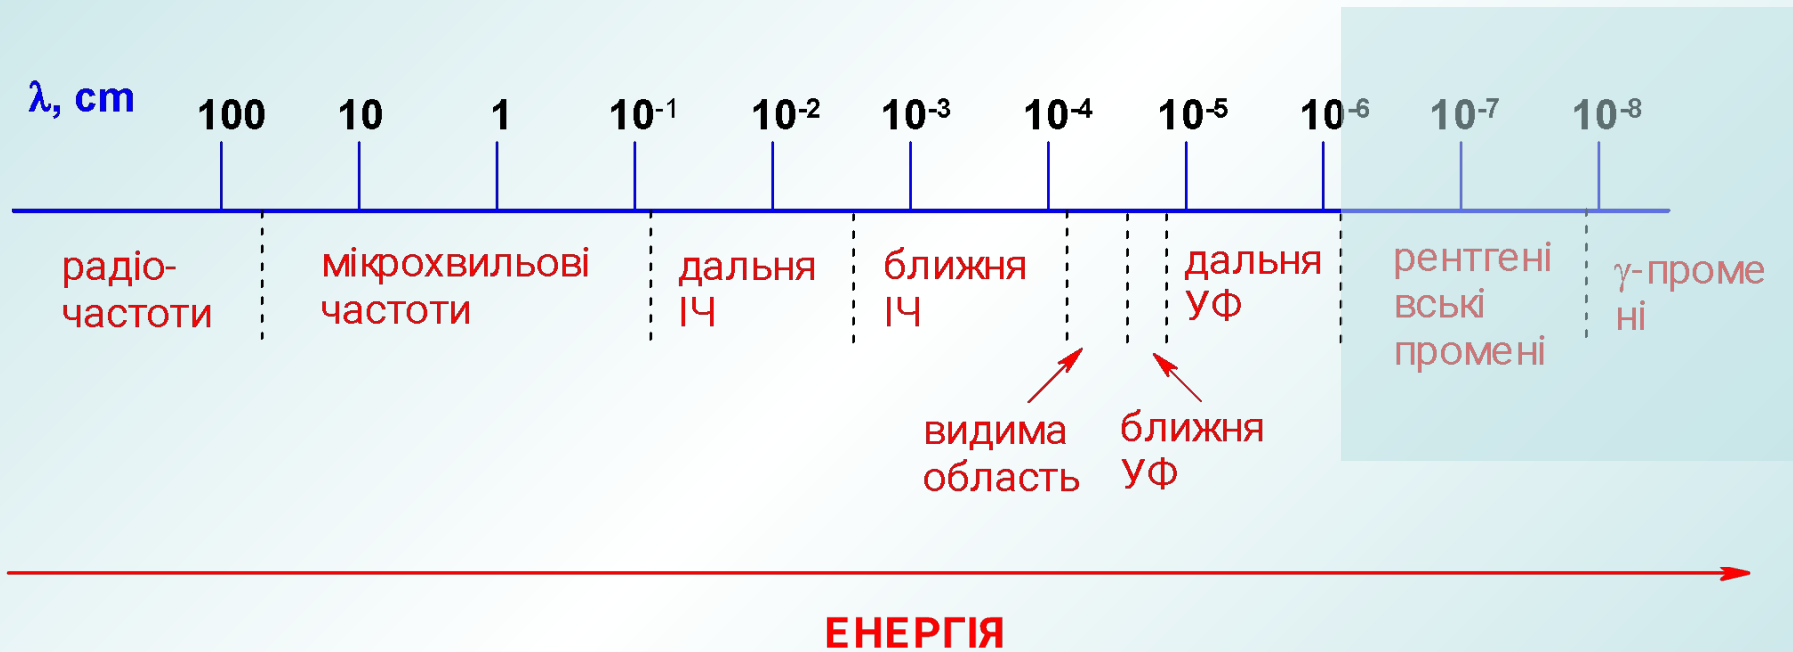 λ, cm 100 10 1 10⁻¹ 10⁻² 10⁻³ 10⁻⁴ 10⁻⁵ 10⁻⁶ 10⁻⁷ 10⁻⁸
радіо-
частоти
мікрохвильові
частоти
дальня
ІЧ
ближня
ІЧ
дальня
УФ
рентгені
вські
промені
γ-проме
ні
видима
область
ближня
УФ
ЕНЕРГІЯ